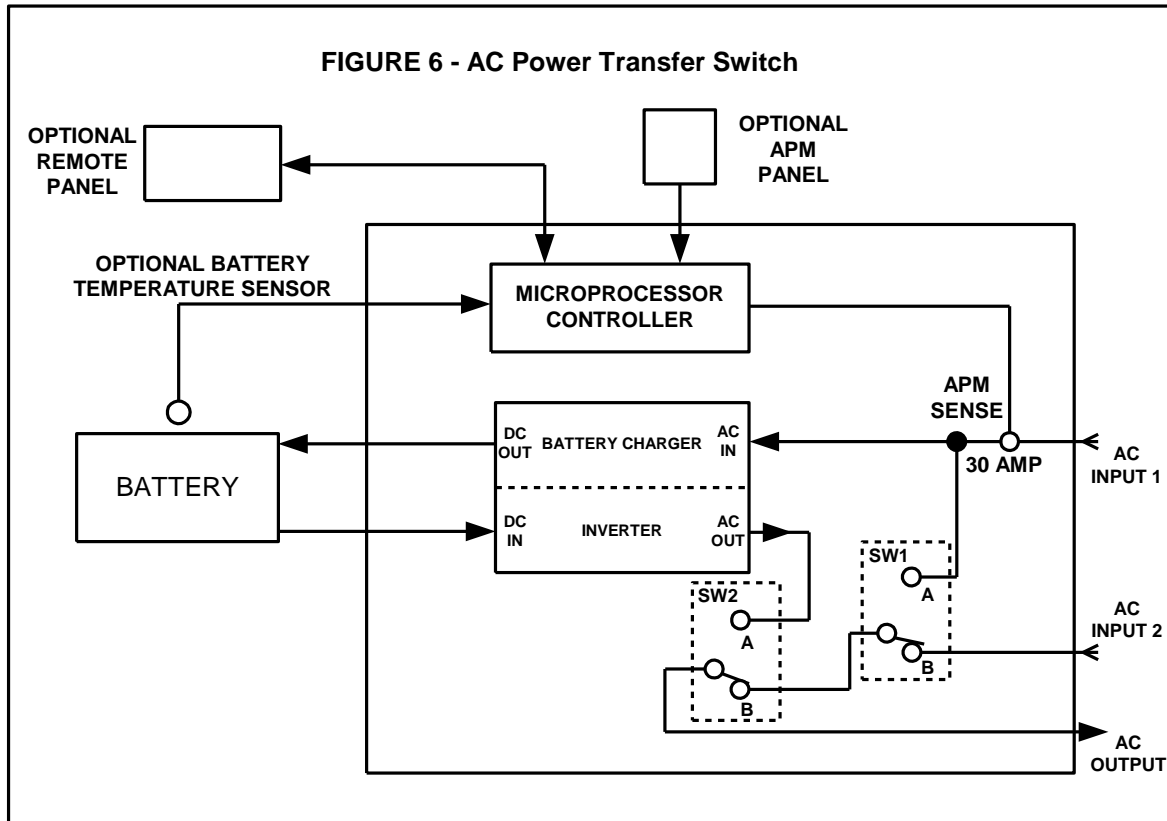 FIGURE 6 - AC Power Transfer Switch
OPTIONAL
REMOTE
PANEL
OPTIONAL
APM
PANEL
OPTIONAL BATTERY
TEMPERATURE SENSOR
MICROPROCESSOR
CONTROLLER
APM
SENSE
30 AMP
AC
INPUT 1
BATTERY
DC
OUT
BATTERY CHARGER
AC
IN
DC
IN
INVERTER
AC
OUT
SW1
A
B
SW2
A
B
AC
INPUT 2
AC
OUTPUT